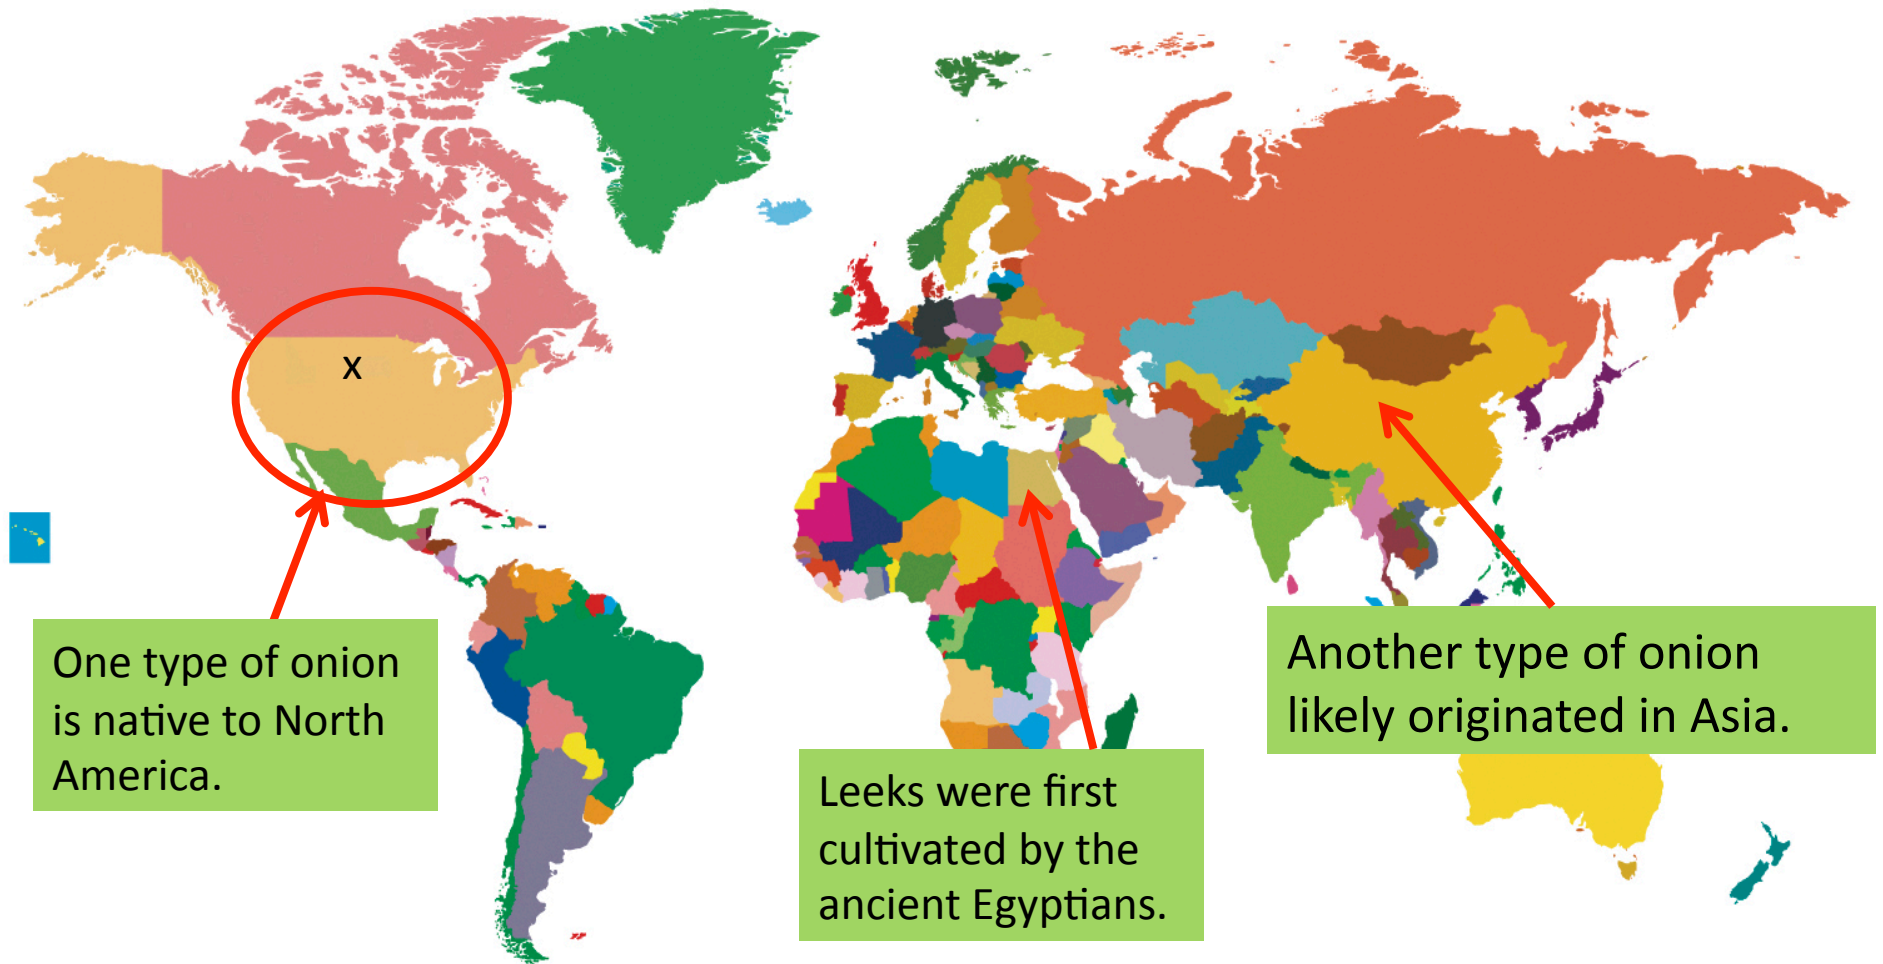 x
One type of onion
is native to North
America.
Leeks were first
cultivated by the
ancient Egyptians.
Another type of onion
likely originated in Asia.